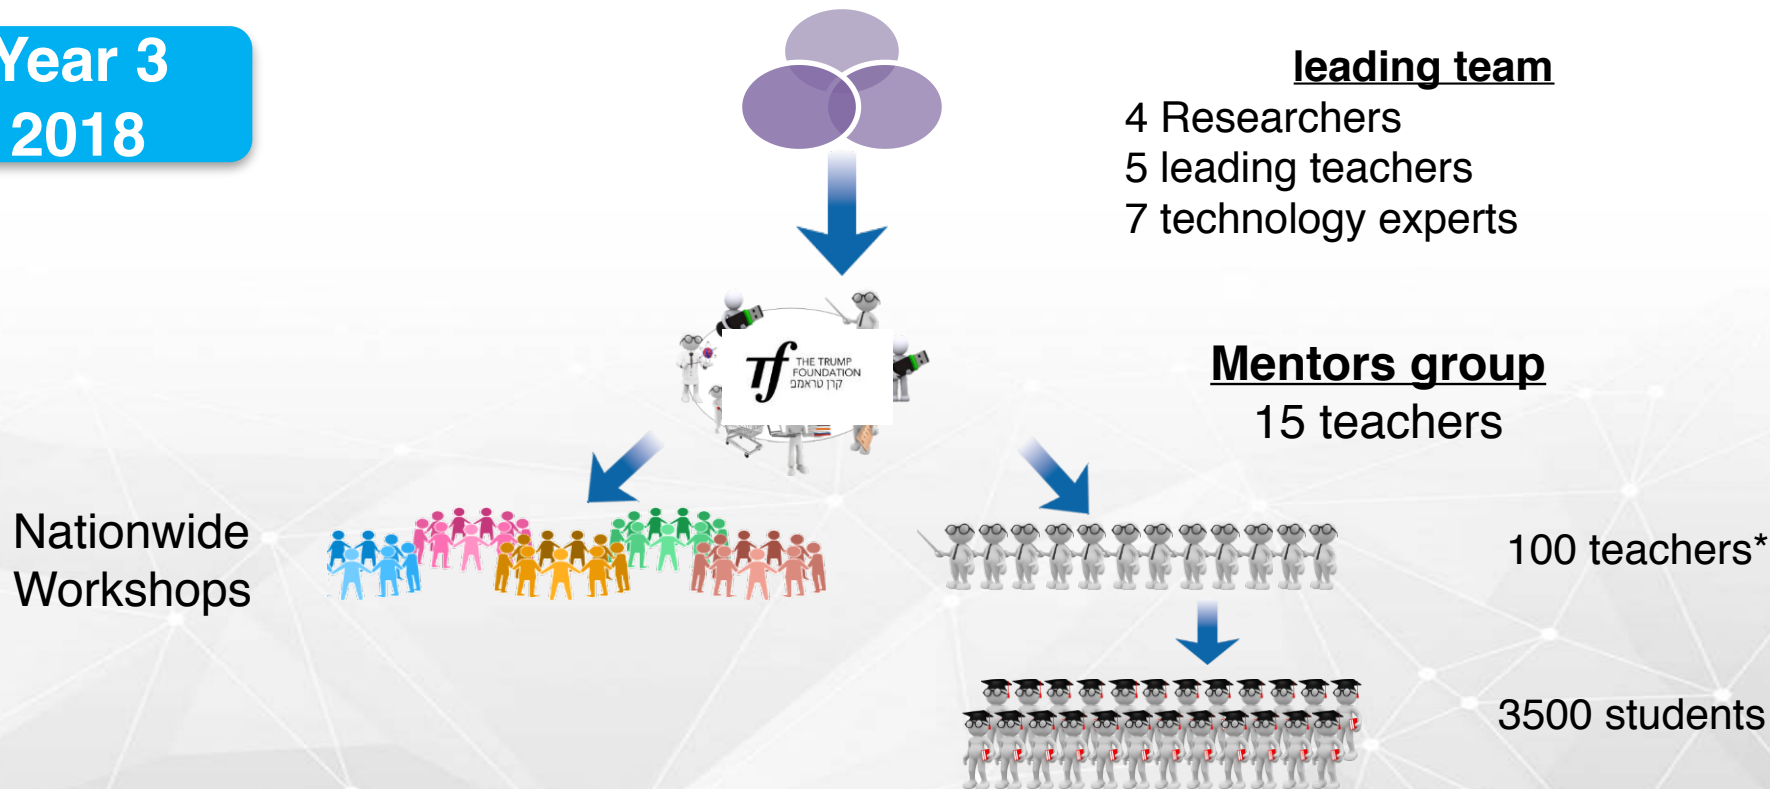 Year 3
2018
leading team
4 Researchers
5 leading teachers
7 technology experts
THE TRUMP
FOUNDATION
קרן טראמפ
Mentors group
15 teachers
Nationwide
Workshops
100 teachers*
3500 students